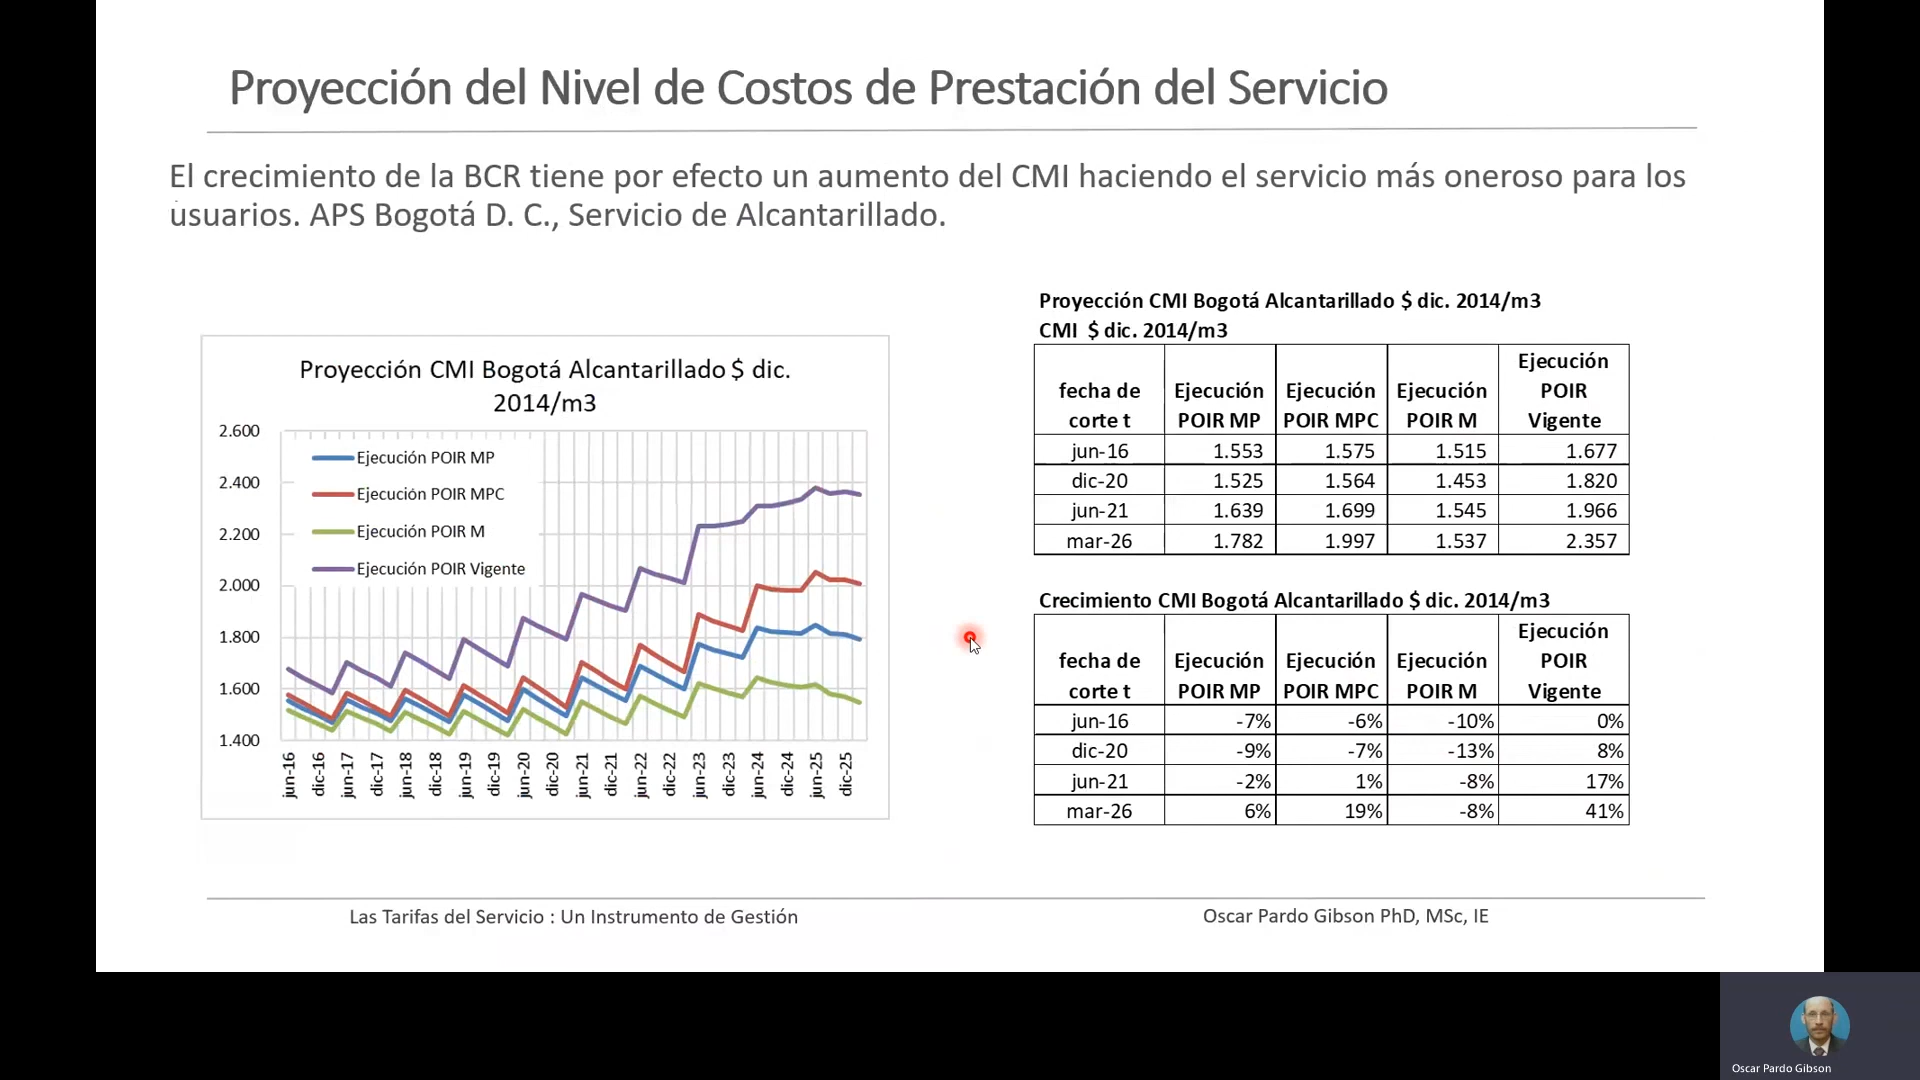 Proyección del Nivel de Costos de Prestación del Servicio
El crecimiento de la BCR tiene por efecto un aumento del CMI haciendo el servicio más oneroso para los
usuarios. APS Bogotá D. C., Servicio de Alcantarillado.
Proyección CMI Bogotá Alcantarillado $ dic.
2014/m3
2.600
2.400
2.200
2.000
1.800
1.600
1.400
Ejecución POIR MP
Ejecución POIR MPC
Ejecución POIR M
Ejecución POIR Vigente
jun-16 dic-16 jun-17 dic-17 jun-18 dic-18 jun-19 dic-19 jun-20 dic-20 jun-21 dic-21 jun-22 dic-22 jun-23 dic-23 jun-24 dic-24 jun-25 dic-25
Proyección CMI Bogotá Alcantarillado $ dic. 2014/m3
CMI $ dic. 2014/m3
fecha de corte t Ejecución POIR MP Ejecución POIR MPC Ejecución POIR M Ejecución POIR Vigente
jun-16 1.553 1.575 1.515 1.677
dic-20 1.525 1.564 1.453 1.820
jun-21 1.639 1.699 1.545 1.966
mar-26 1.782 1.997 1.537 2.357
Crecimiento CMI Bogotá Alcantarillado $ dic. 2014/m3
fecha de corte t Ejecución POIR MP Ejecución POIR MPC Ejecución POIR M Ejecución POIR Vigente
jun-16 -7% -6% -10% 0%
dic-20 -9% -7% -13% 8%
jun-21 -2% 1% -8% 17%
mar-26 6% 19% -8% 41%
Las Tarifas del Servicio : Un Instrumento de Gestión
Oscar Pardo Gibson PhD, MSc, IE
Oscar Pardo Gibson